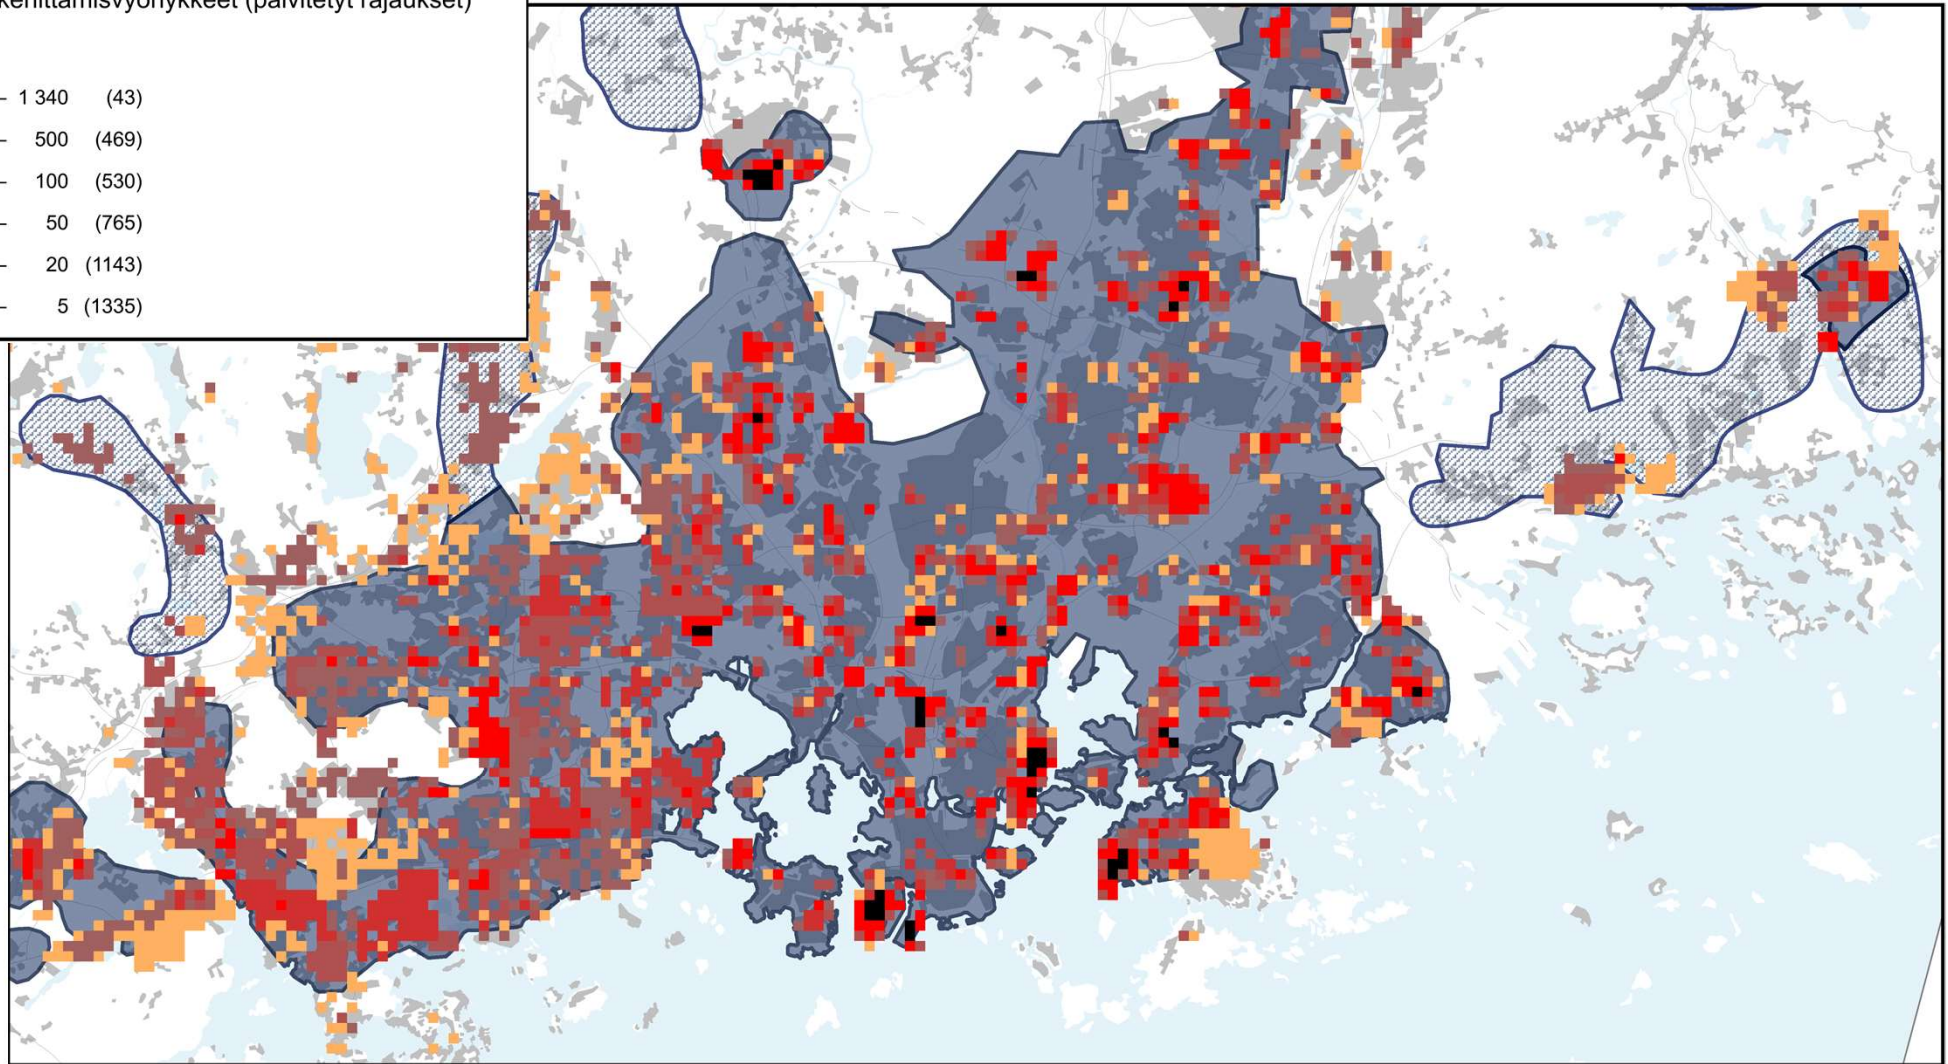 kehittämisvyöhykkeet (päivitetyt rajaukset)
- 1 340 (43)
- 500 (469)
- 100 (530)
- 50 (765)
- 20 (1143)
- 5 (1335)